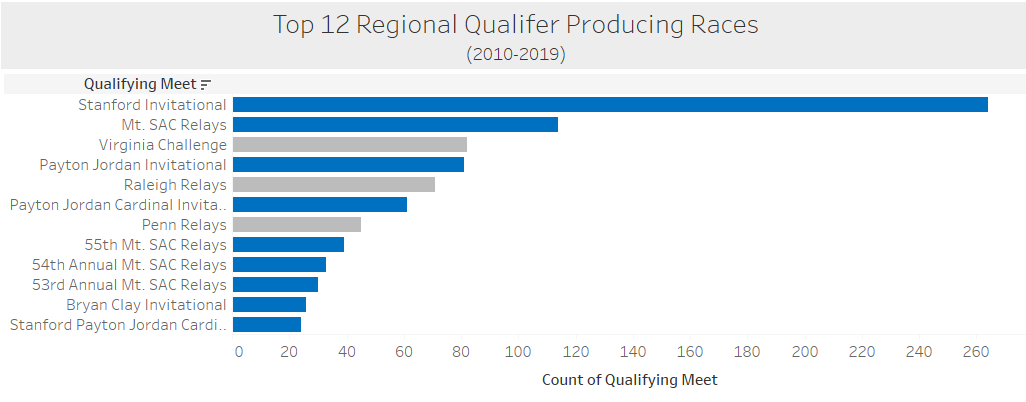 Top 12 Regional Qualifer Producing Races
(2010-2019)
Qualifying Meet
Stanford Invitational
Mt. SAC Relays
Virginia Challenge
Payton Jordan Invitational
Raleigh Relays
Payton Jordan Cardinal Invita..
Penn Relays
55th Mt. SAC Relays
54th Annual Mt. SAC Relays
53rd Annual Mt. SAC Relays
Bryan Clay Invitational
Stanford Payton Jordan Cardi..
0 20 40 60 80 100 120 140 160 180 200 220 240 260
Count of Qualifying Meet